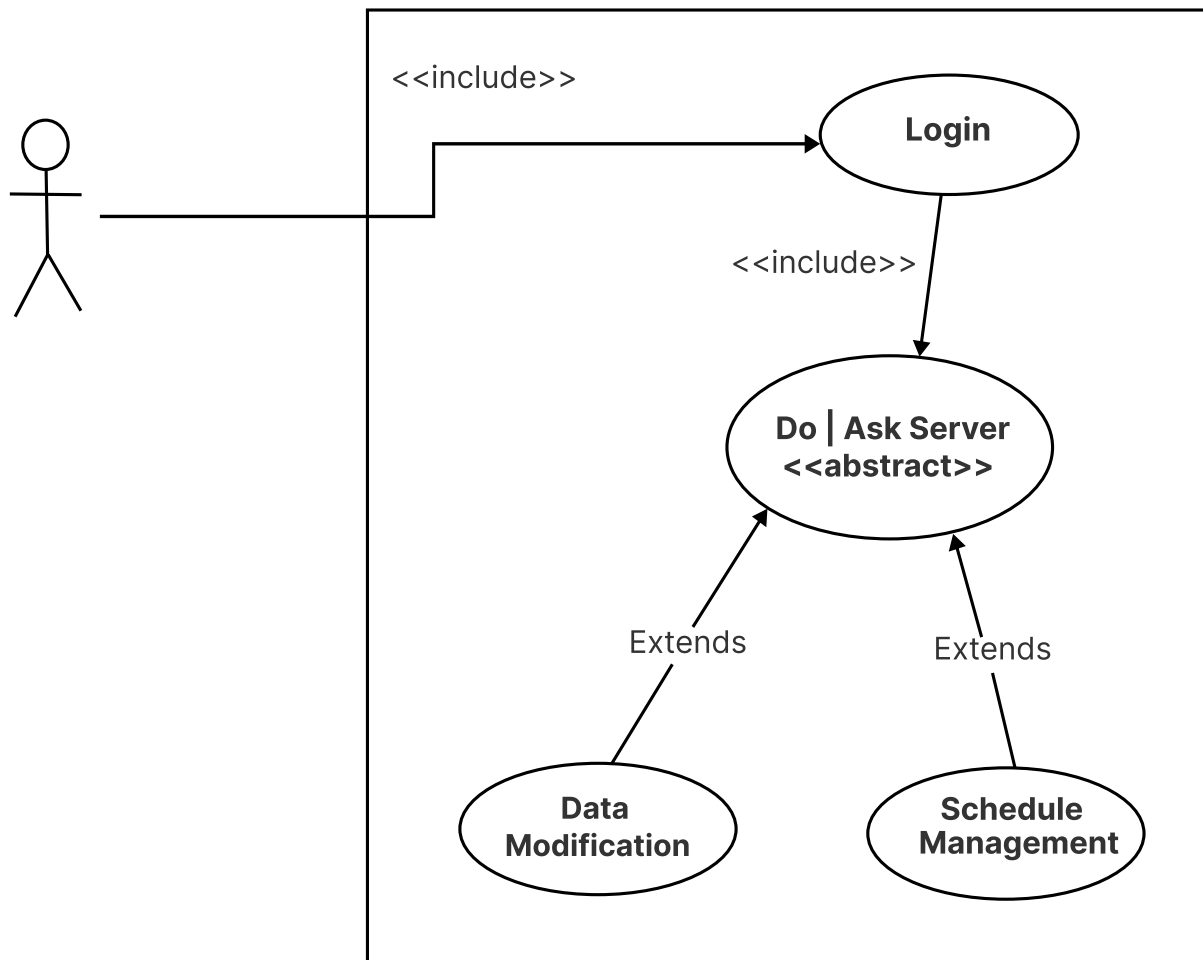 <<include>>
Login
<<include>>
Do | Ask Server
<<abstract>>
Extends
Extends
Data
Modification
Schedule
Management